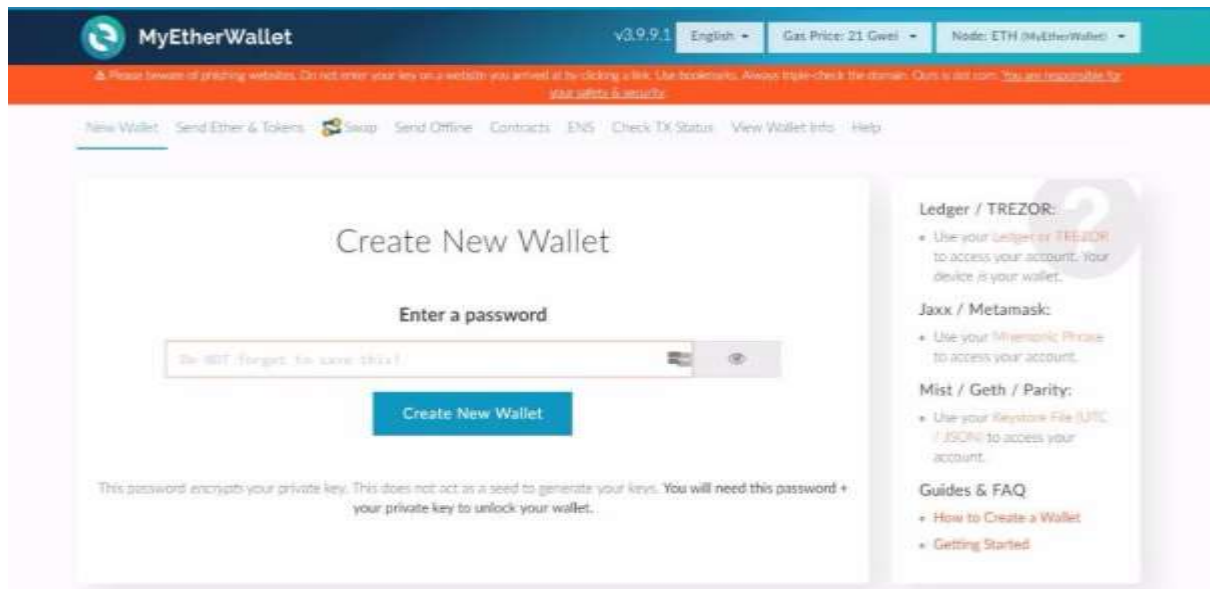 MyEtherWallet
v3.9.9.1
English
Gas Price: 21 Gwei
Node: ETH (MyEtherWallet)
Please beware of phishing websites. Do not enter your key on a website you arrived at by clicking a link. Use bookmarks. Always triple-check the domain. Ours is dot com. You are responsible for
your safety & security.
New Wallet Send Ether & Tokens Swap Send Offline Contracts ENS Check TX Status View Wallet Info Help
Create New Wallet
Enter a password
Do NOT forget to save this!
Create New Wallet
This password encrypts your private key. This does not act as a seed to generate your keys. You will need this password +
your private key to unlock your wallet.
?
Ledger / TREZOR:
Use your Ledger or TREZOR
to access your account. Your
device is your wallet.
Jaxx / Metamask:
Use your Mnemonic Phrase
to access your account.
Mist / Geth / Parity:
Use your Keystore File (UTC
/ JSON) to access your
account.
Guides & FAQ
How to Create a Wallet
Getting Started